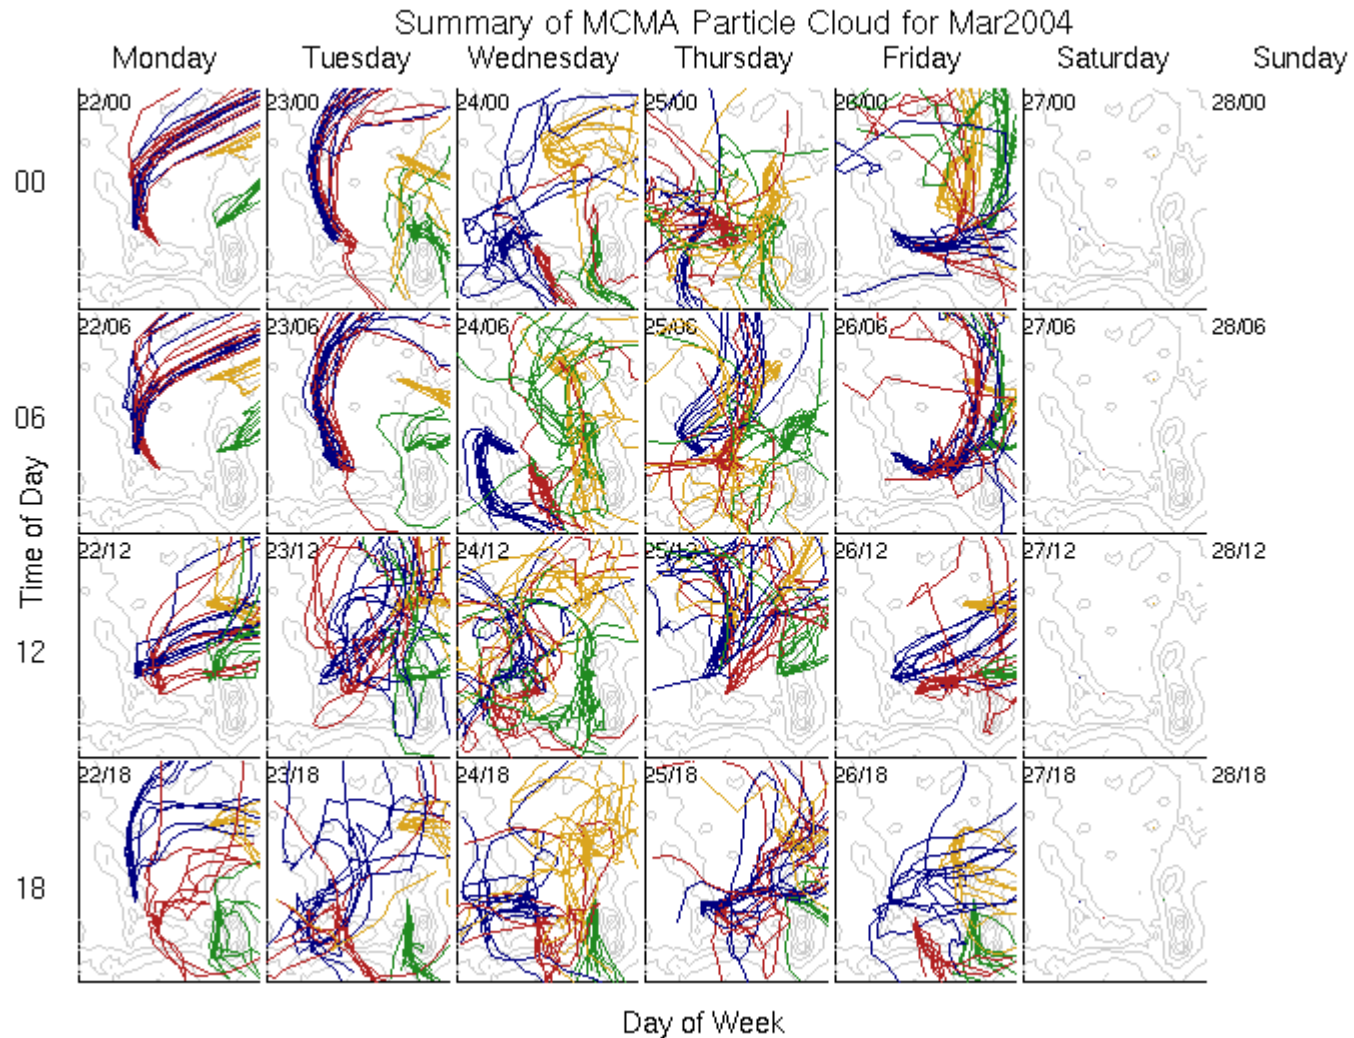 Summary of MCMA Particle Cloud for Mar2004
Monday Tuesday Wednesday Thursday Friday Saturday Sunday
22/00 23/00 24/00 25/00 26/00 27/00 28/00
00
22/06 23/06 24/06 25/06 26/06 27/06 28/06
06
Time of Day
22/12 23/12 24/12 25/12 26/12 27/12 28/12
12
22/18 23/18 24/18 25/18 26/18 27/18 28/18
18
Day of Week